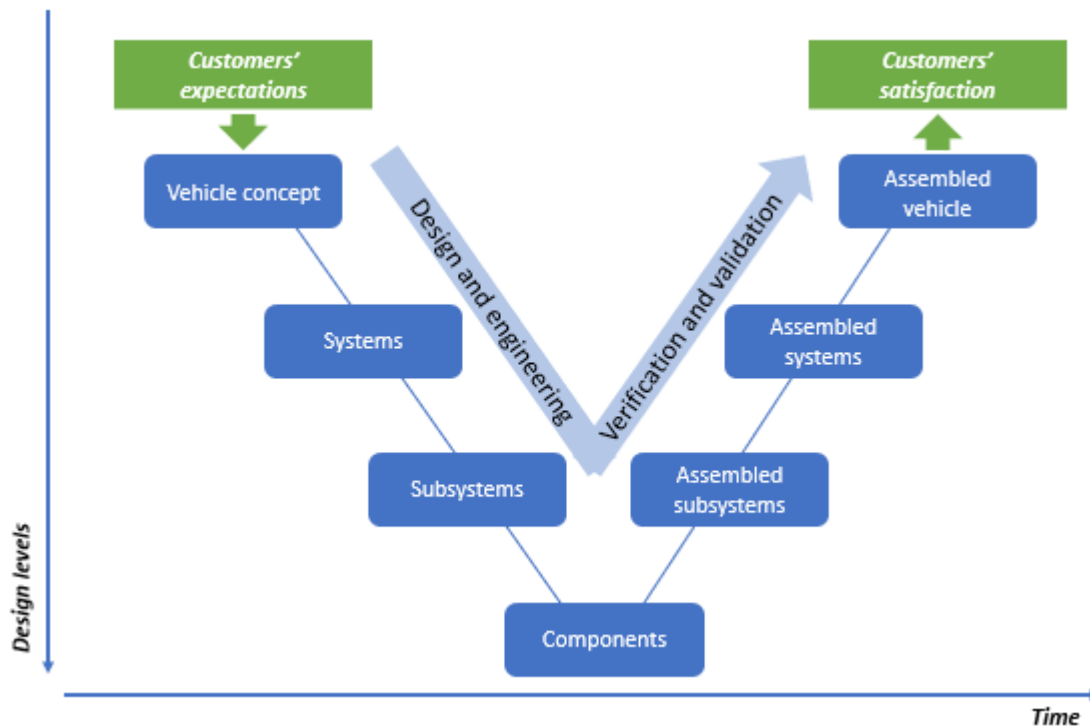 Customers'
expectations
Customers'
satisfaction
Vehicle concept
Assembled
vehicle
Design and engineering
Verification and validation
Systems
Assembled
systems
Subsystems
Assembled
subsystems
Components
Design levels
Time